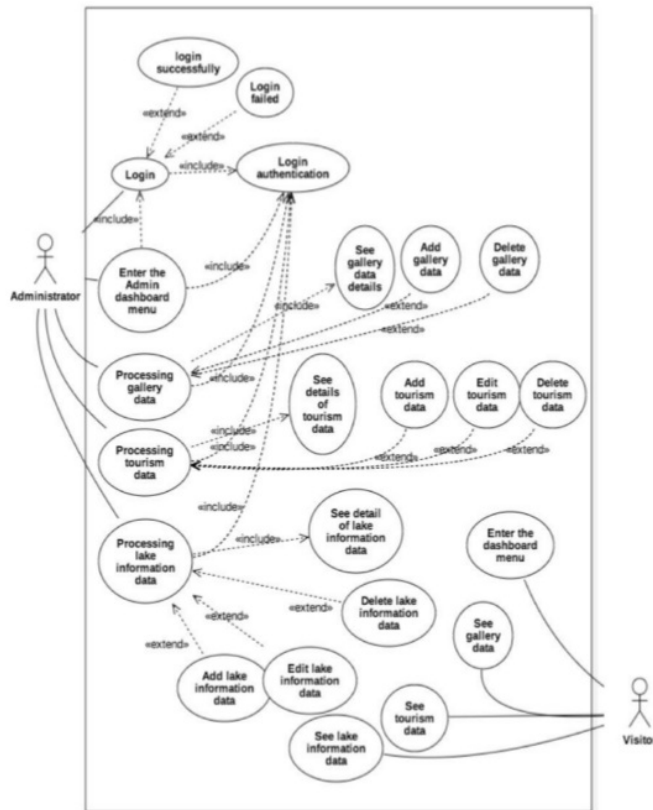 login
successfully
Login
failed
«extend»
«extend»
Login
«include»
Login
authentication
«include»
Administrator
Enter the
Admin
dashboard
menu
«include»
See
gallery
data
details
Add
gallery
data
Delete
gallery
data
«include»
«extend»
«extend»
Processing
gallery
data
«include»
See
details
of
tourism
data
Add
tourism
data
Edit
tourism
data
Delete
tourism
data
Processing
tourism
data
«include»
«include»
«extend»
«extend»
«extend»
«include»
Processing
lake
information
data
«include»
See detail
of lake
information
data
Enter the
dashboard
menu
Delete lake
information
data
«extend»
«extend»
«extend»
See
gallery
data
Add lake
information
data
Edit lake
information
data
See
tourism
data
See lake
information
data
Visito